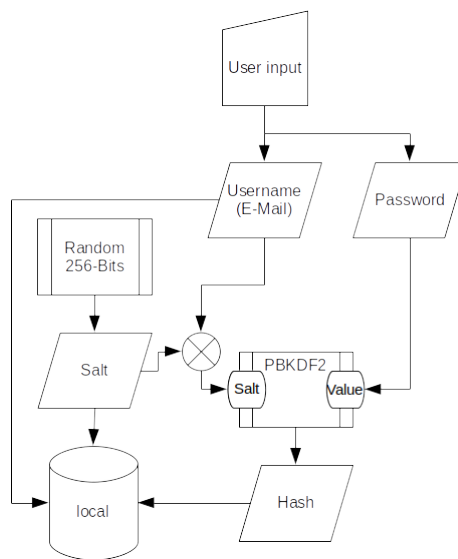 User input
Username
(E-Mail)
Password
Random
256-Bits
Salt
PBKDF2
Salt
Value
local
Hash